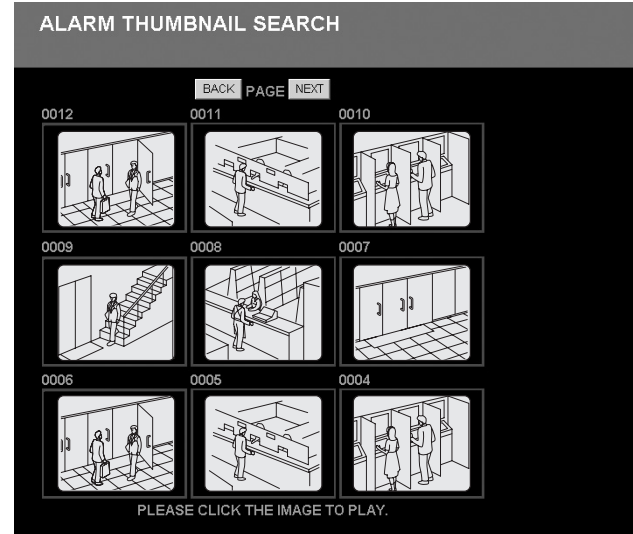 ALARM THUMBNAIL SEARCH
BACK PAGE NEXT
0012 0011 0010
0009 0008 0007
0006 0005 0004
PLEASE CLICK THE IMAGE TO PLAY.